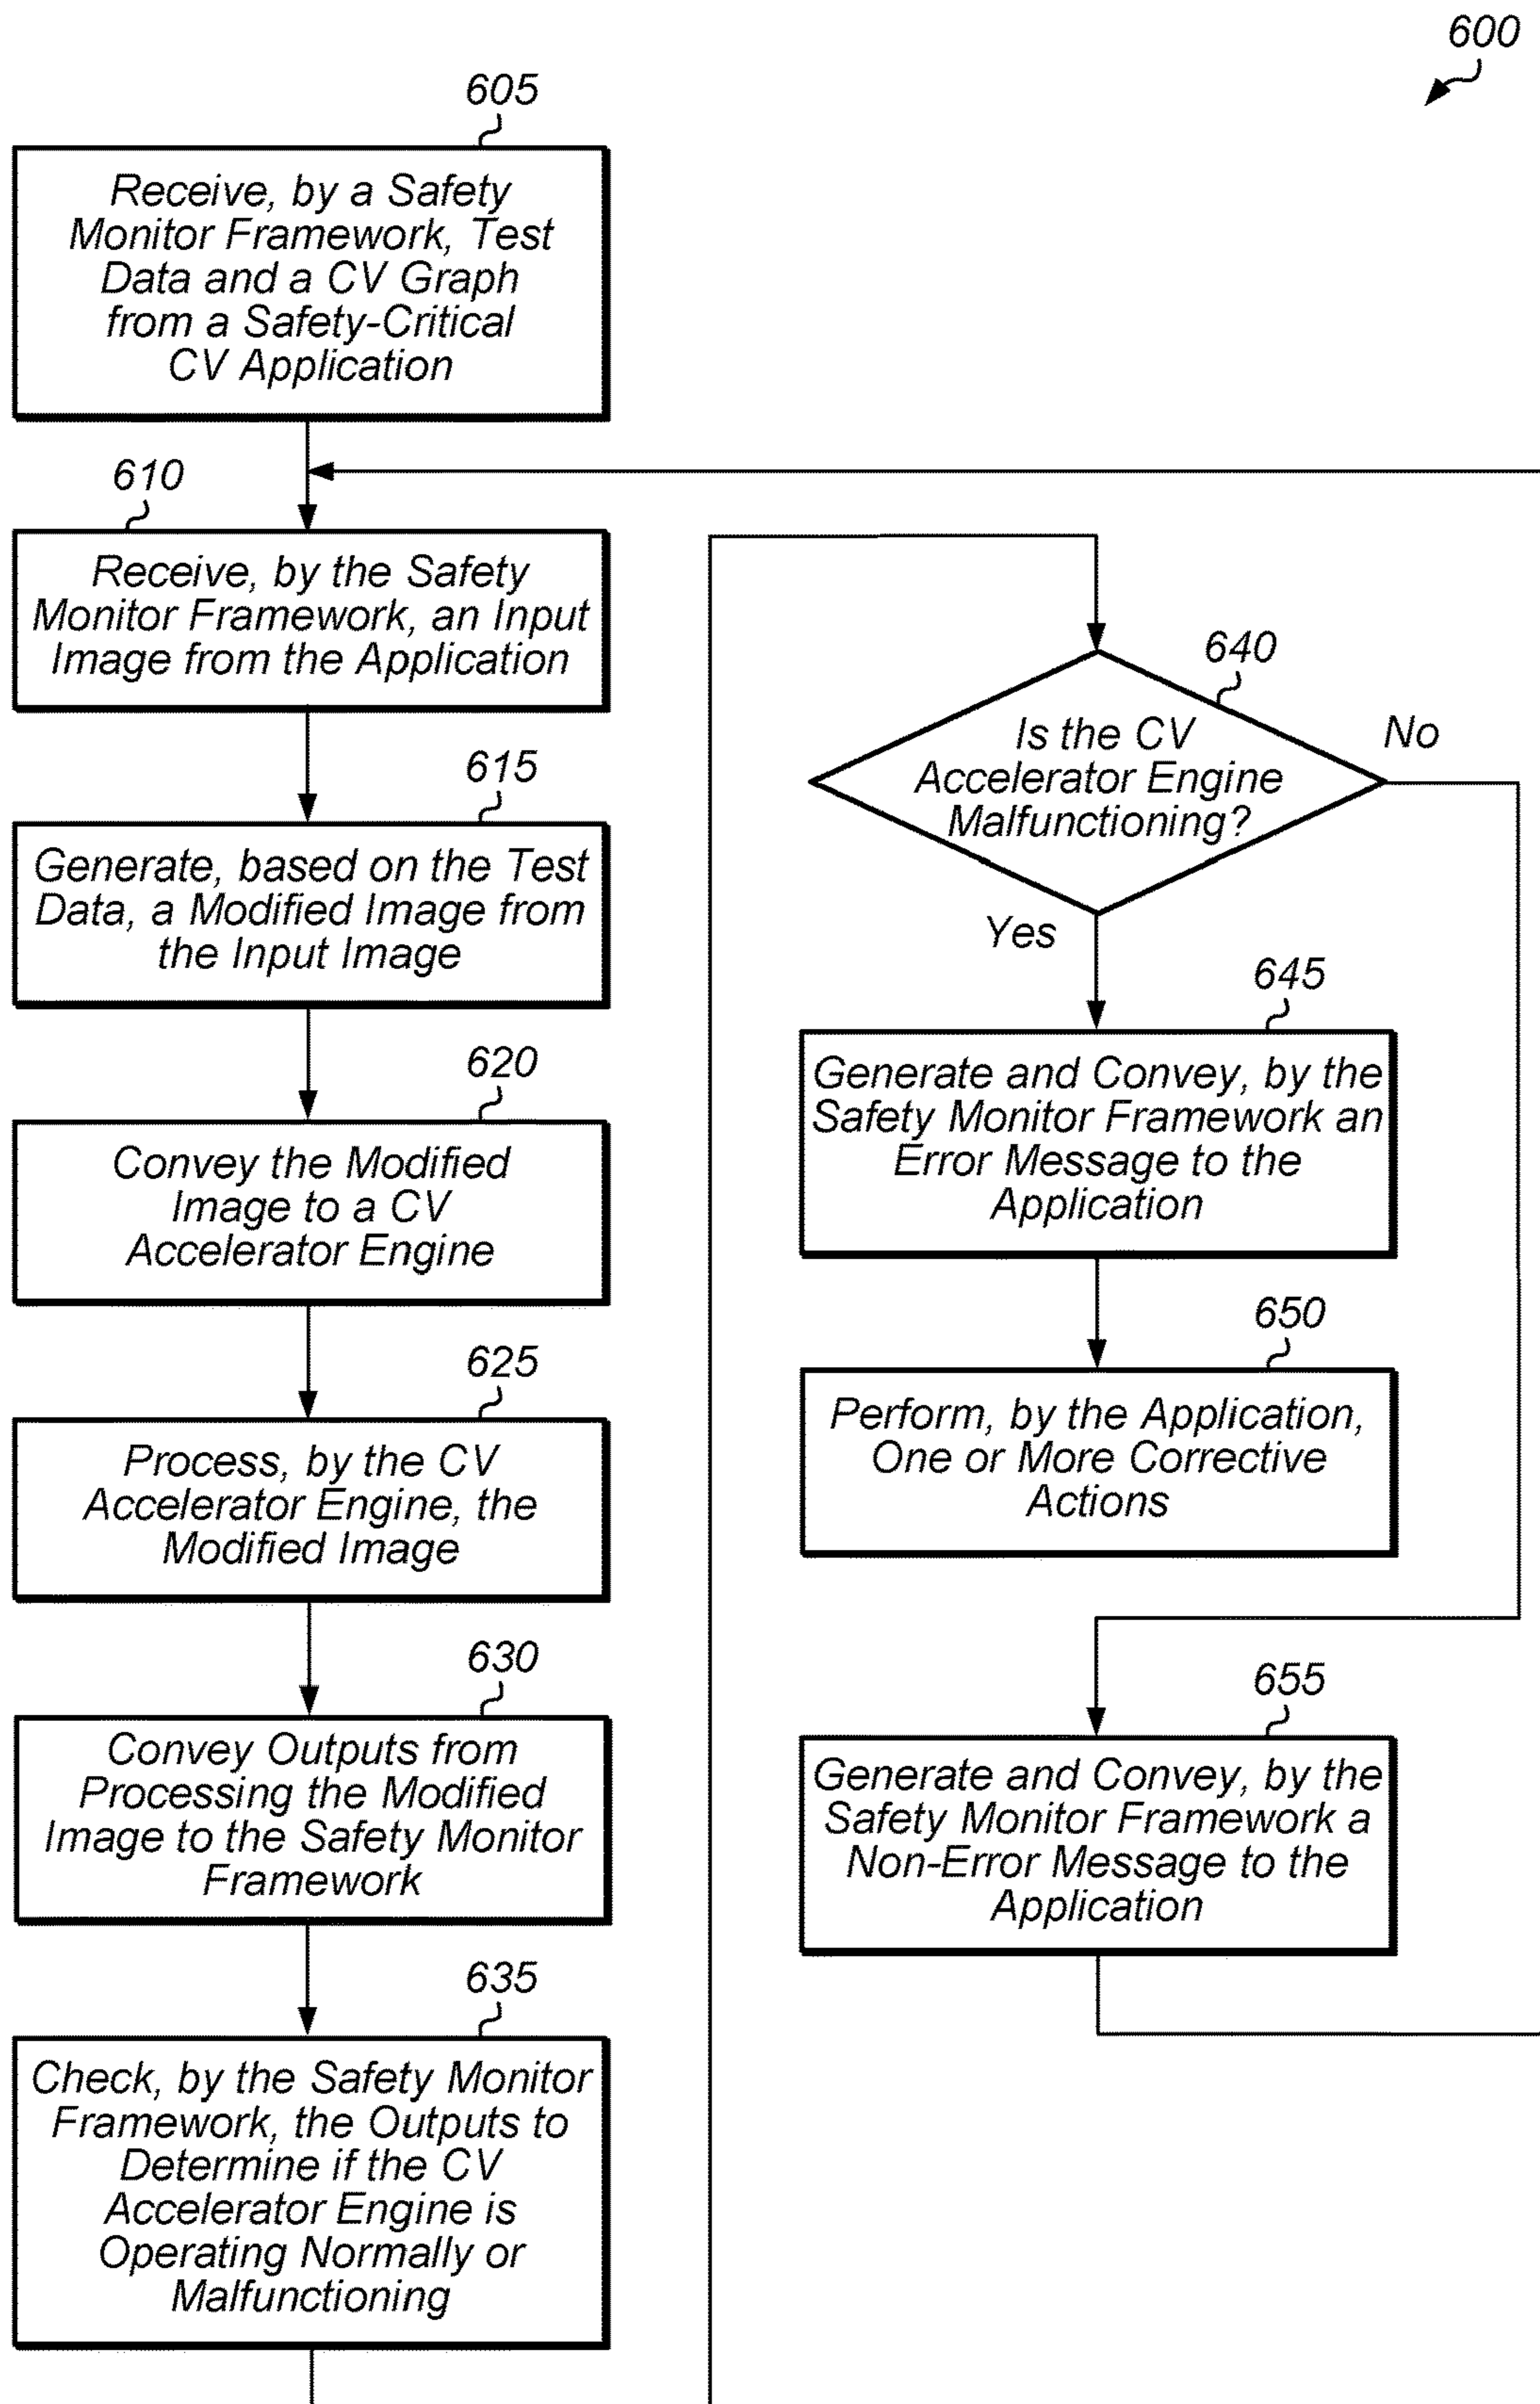 600
605
Receive, by a Safety
Monitor Framework, Test
Data and a CV Graph
from a Safety-Critical
CV Application
610
Receive, by the Safety
Monitor Framework, an Input
Image from the Application
615
Generate, based on the Test
Data, a Modified Image from
the Input Image
620
Convey the Modified
Image to a CV
Accelerator Engine
625
Process, by the CV
Accelerator Engine, the
Modified Image
630
Convey Outputs from
Processing the Modified
Image to the Safety Monitor
Framework
635
Check, by the Safety Monitor
Framework, the Outputs to
Determine if the CV
Accelerator Engine is
Operating Normally or
Malfunctioning
640
Is the CV
Accelerator Engine
Malfunctioning?
No
Yes
645
Generate and Convey, by the
Safety Monitor Framework an
Error Message to the
Application
650
Perform, by the Application,
One or More Corrective
Actions
655
Generate and Convey, by the
Safety Monitor Framework a
Non-Error Message to the
Application